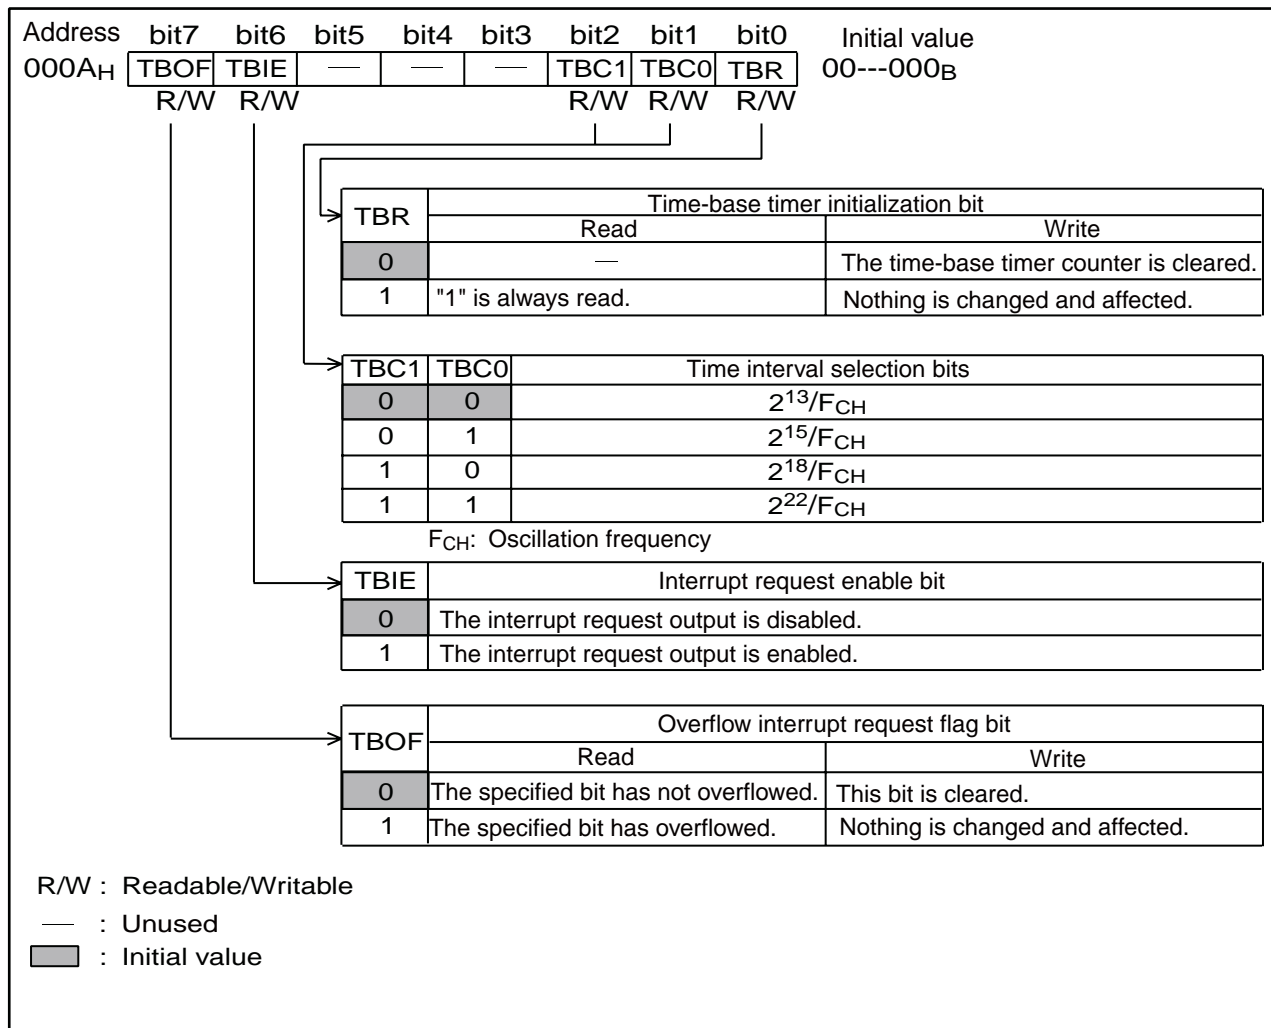 Address bit7 bit6 bit5 bit4 bit3 bit2 bit1 bit0 Initial value
000AH TBOF TBIE — — — TBC1 TBC0 TBR 00---000B
R/W R/W R/W R/W R/W
TBR Time-base timer initialization bit
Read Write
0 — The time-base timer counter is cleared.
1 "1" is always read. Nothing is changed and affected.
TBC1 TBC0 Time interval selection bits
0 0 2^13/FCH
0 1 2^15/FCH
1 0 2^18/FCH
1 1 2^22/FCH
FCH: Oscillation frequency
TBIE Interrupt request enable bit
0 The interrupt request output is disabled.
1 The interrupt request output is enabled.
TBOF Overflow interrupt request flag bit
Read Write
0 The specified bit has not overflowed. This bit is cleared.
1 The specified bit has overflowed. Nothing is changed and affected.
R/W : Readable/Writable
— : Unused
: Initial value